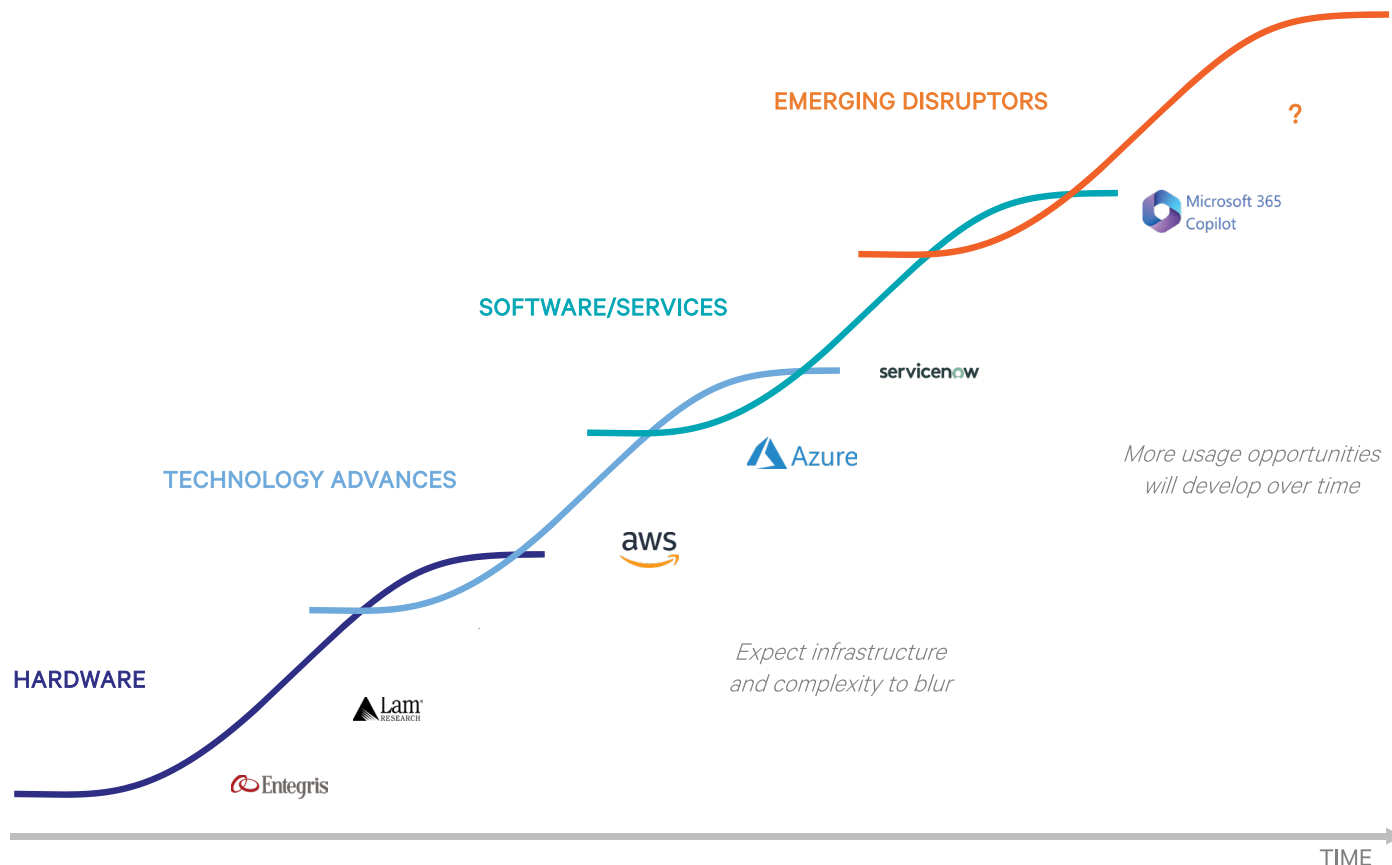 EMERGING DISRUPTORS
?
Microsoft 365
Copilot
SOFTWARE/SERVICES
servicenow
Azure
More usage opportunities
will develop over time
TECHNOLOGY ADVANCES
aws
Expect infrastructure
and complexity to blur
HARDWARE
Lam®
RESEARCH
Entegris
TIME